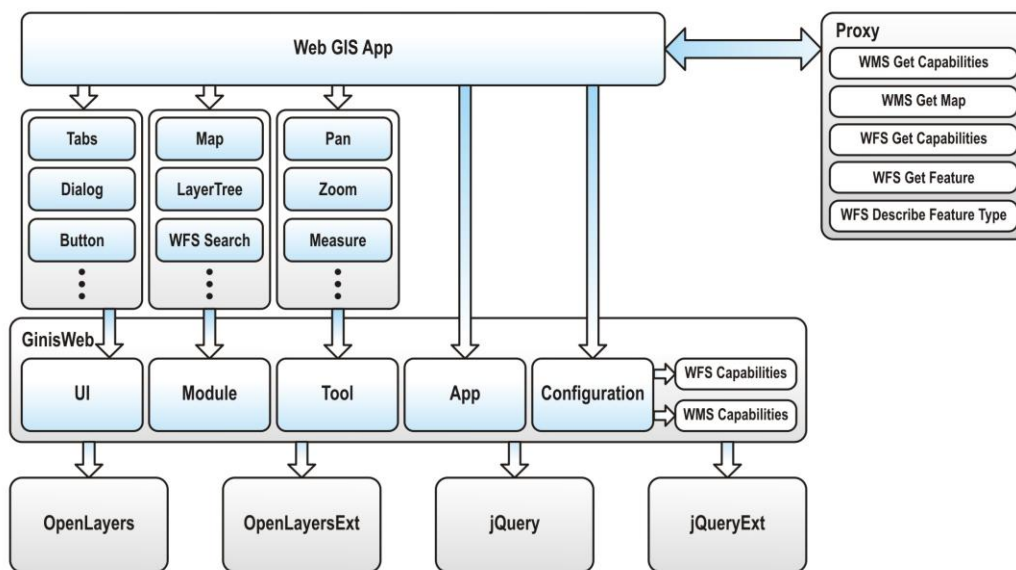 Web GIS App
Proxy
WMS Get Capabilities
WMS Get Map
WFS Get Capabilities
WFS Get Feature
WFS Describe Feature Type
Tabs
Dialog
Button
Map
LayerTree
WFS Search
Pan
Zoom
Measure
GinisWeb
UI
Module
Tool
App
Configuration
WFS Capabilities
WMS Capabilities
OpenLayers
OpenLayersExt
jQuery
jQueryExt